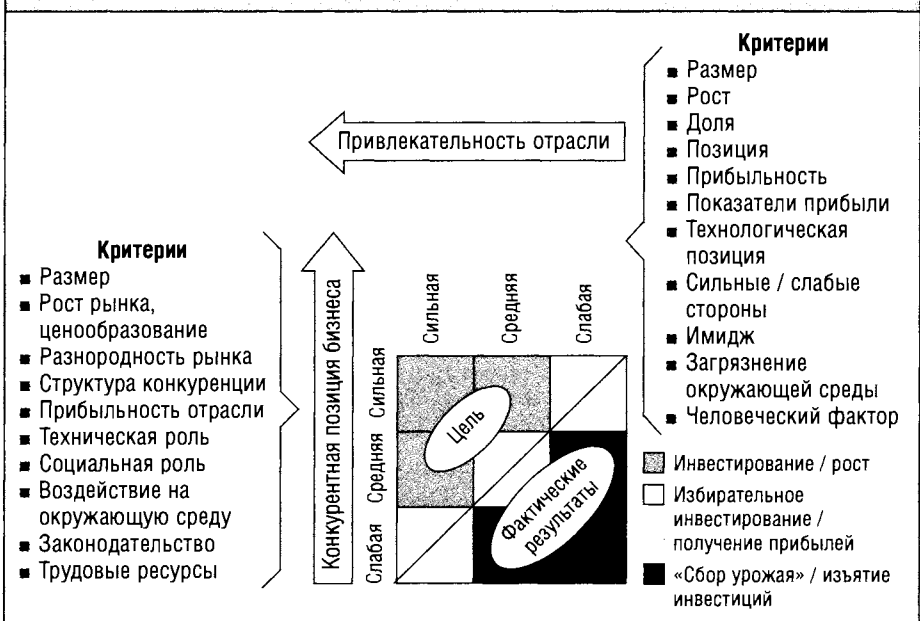 Критерии
■ Размер
■ Рост
■ Доля
■ Позиция
■ Прибыльность
■ Показатели прибыли
■ Технологическая
позиция
■ Сильные / слабые
стороны
■ Имидж
■ Загрязнение
окружающей среды
■ Человеческий фактор
Привлекательность отрасли
Критерии
■ Размер
■ Рост рынка,
ценообразование
■ Разнородность рынка
■ Структура конкуренции
■ Прибыльность отрасли
■ Техническая роль
■ Социальная роль
■ Воздействие на
окружающую среду
■ Законодательство
■ Трудовые ресурсы
Конкурентная позиция бизнеса
Сильная
Средняя
Слабая
Сильная
Средняя
Слабая
Цель
Фактические
результаты
Инвестирование / рост
Избирательное
инвестирование /
получение прибылей
«Сбор урожая» / изъятие
инвестиций